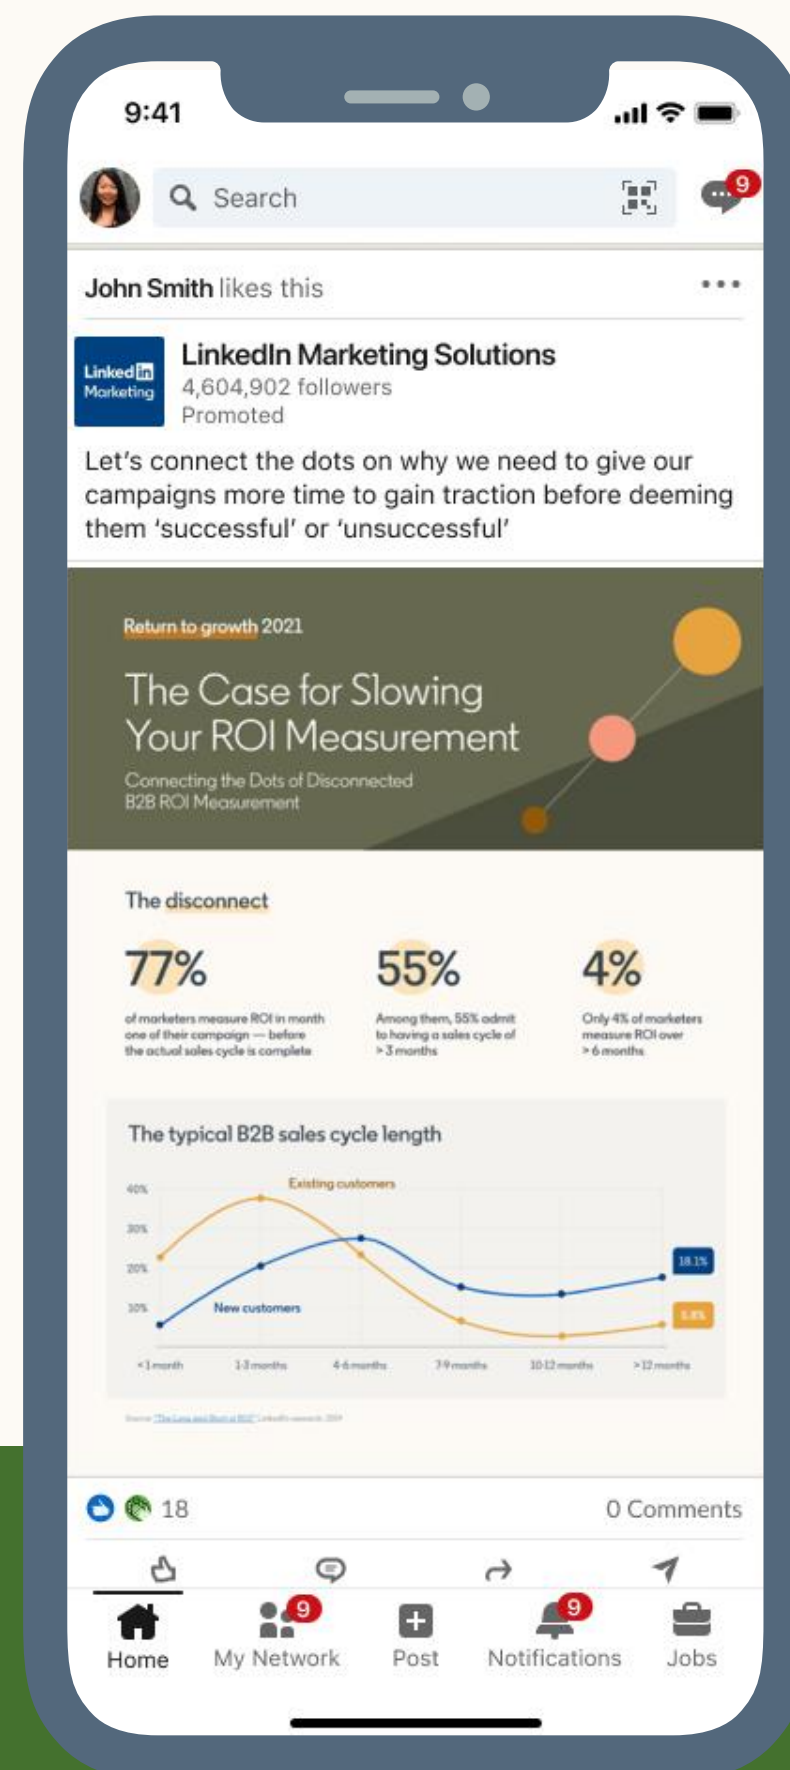 9:41
Search
9
John Smith likes this
Linked in
Marketing
LinkedIn Marketing Solutions
4,604,902 followers
Promoted
Let's connect the dots on why we need to give our
campaigns more time to gain traction before deeming
them ‘successful’ or ‘unsuccessful’
Return to growth 2021
The Case for Slowing
Your ROI Measurement
Connecting the Dots of Disconnected
B2B ROI Measurement
The disconnect
77%
of marketers measure ROI in month
one of their campaign — before
the actual sales cycle is complete
55%
Among them, 55% admit
to having a sales cycle of
> 3 months
4%
Only 4% of marketers
measure ROI over
> 6 months
The typical B2B sales cycle length
40%
30%
20%
10%
Existing customers
New customers
18.1%
5.8%
<1 month
1-3 months
4-6 months
7-9 months
10-12 months
>12 months
18
0 Comments
9
9
Home
My Network
Post
Notifications
Jobs